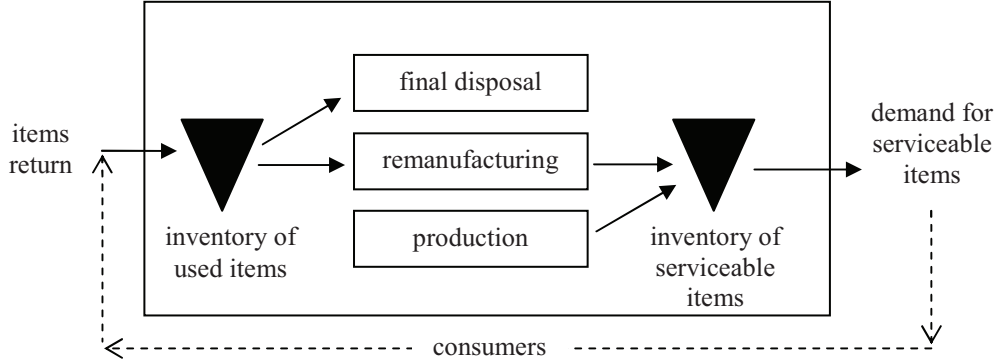 items
return
inventory of
used items
final disposal
remanufacturing
production
inventory of
serviceable
items
demand for
serviceable
items
consumers